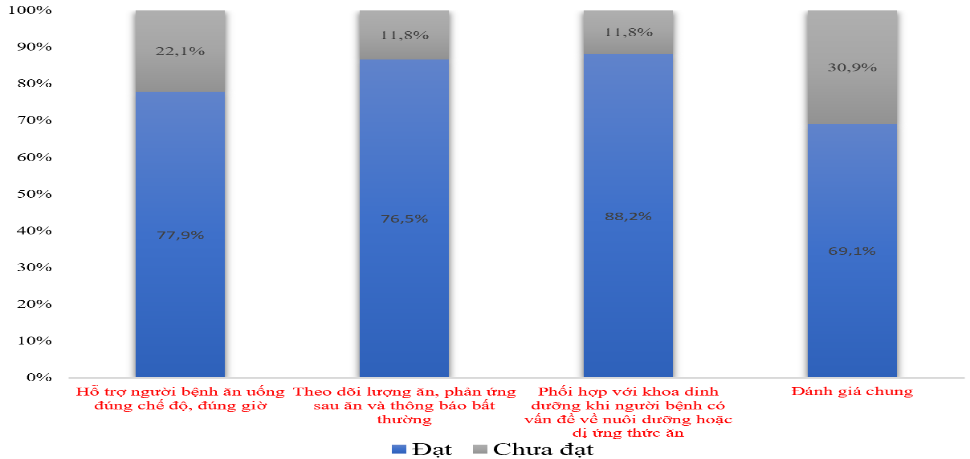 100%
90%
80%
70%
60%
50%
40%
30%
20%
10%
0%
22,1%
11,8%
11,8%
30,9%
77,9%
76,5%
88,2%
69,1%
Hỗ trợ người bệnh ăn uống
đúng chế độ, đúng giờ
Theo dõi lượng ăn, phản ứng
sau ăn và thông báo bất
thường
Phối hợp với khoa dinh
dưỡng khi người bệnh có
vấn đề về nuôi dưỡng hoặc
dị ứng thức ăn
Đánh giá chung
Đạt
Chưa đạt